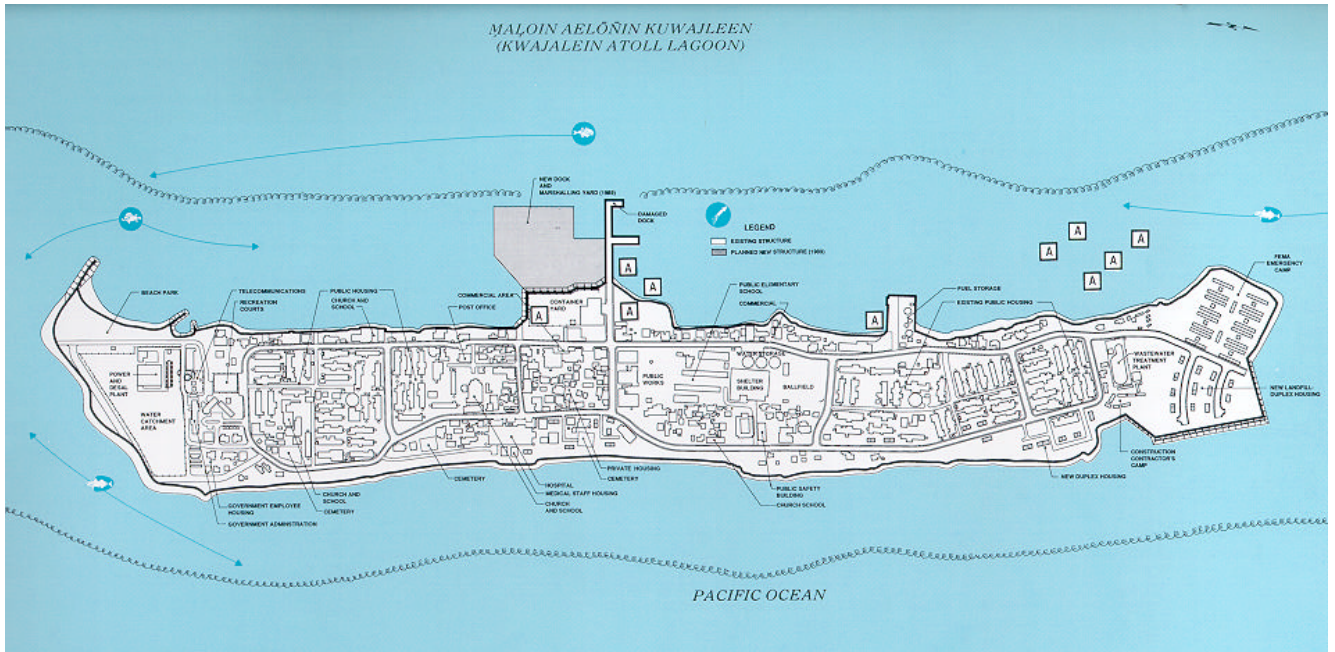 MAḶOIN AELŌÑIN KUWAJLEEN
(KWAJALEIN ATOLL LAGOON)
NEW DOCK
AND
MARSHALLING YARD
DAMAGED
DOCK
LEGEND
EXISTING STRUCTURE
PLANNED NEW STRUCTURE
A
A
A
A
A
A
A
A
A
A
FEMA
EMERGENCY
CAMP
BEACH PARK
TELECOMMUNICATIONS
RECREATION
COURTS
PUBLIC HOUSING
CHURCH AND
SCHOOL
COMMERCIAL AREA
POST OFFICE
CONTAINER
YARD
PUBLIC ELEMENTARY
SCHOOL
COMMERCIAL
FUEL STORAGE
EXISTING PUBLIC HOUSING
POWER
AND
DESAL
PLANT
WATER
CATCHMENT
AREA
PUBLIC
WORKS
WATER STORAGE
SHELTER
BUILDING
BALLFIELD
WASTEWATER
TREATMENT
PLANT
NEW LANDFILL-
DUPLEX HOUSING
GOVERNMENT EMPLOYEE
HOUSING
GOVERNMENT ADMINISTRATION
CHURCH AND
SCHOOL
CEMETERY
CEMETERY
HOSPITAL
MEDICAL STAFF HOUSING
CHURCH
AND SCHOOL
PRIVATE HOUSING
CEMETERY
PUBLIC SAFETY
BUILDING
CHURCH SCHOOL
NEW DUPLEX HOUSING
CONSTRUCTION
CONTRACTOR'S
CAMP
PACIFIC OCEAN